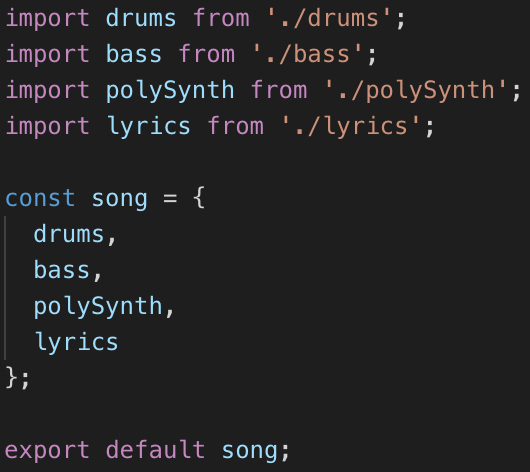 import drums from './drums';
import bass from './bass';
import polySynth from './polySynth';
import lyrics from './lyrics';
const song = {
drums,
bass,
polySynth,
lyrics
};
export default song;